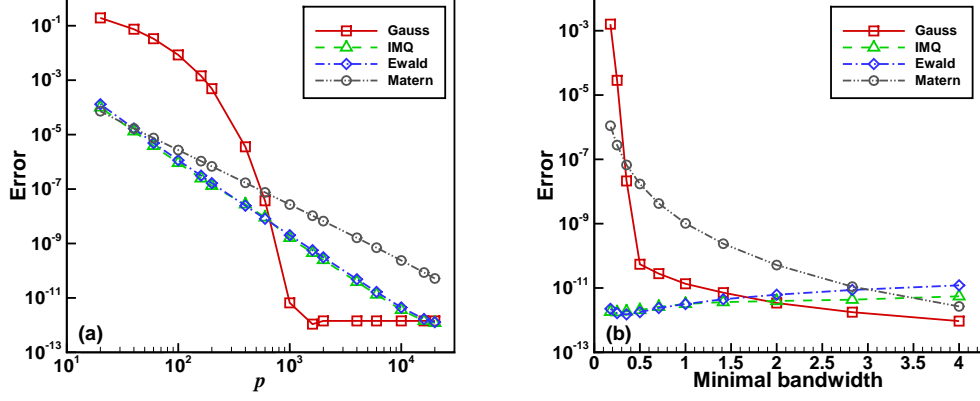 Error
10⁻¹
10⁻³
10⁻⁵
10⁻⁷
10⁻⁹
10⁻¹¹
10⁻¹³
Gauss
IMQ
Ewald
Matern
(a)
10¹ 10² 10³ 10⁴
p
Error
10⁻³
10⁻⁵
10⁻⁷
10⁻⁹
10⁻¹¹
10⁻¹³
Gauss
IMQ
Ewald
Matern
(b)
0 0.5 1 1.5 2 2.5 3 3.5 4
Minimal bandwidth